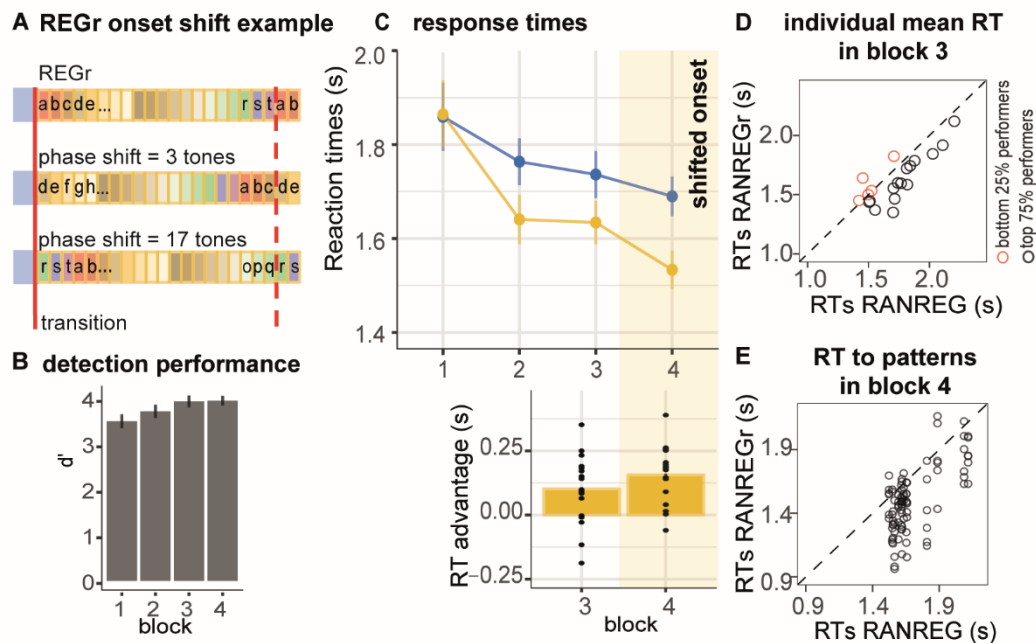 A REGr onset shift example
REGr
abcde... rstab
phase shift = 3 tones
defgh... abcde
phase shift = 17 tones
rstab... opqrs
transition
B detection performance
d'
4
3
2
1
0
1 2 3 4
block
C response times
Reaction times (s)
2.0
1.8
1.6
1.4
shifted onset
1 2 3 4
RT advantage (s)
0.25
0.00
−0.25
3 4
block
D individual mean RT
in block 3
RTs RANREGr (s)
2.0
1.5
1.0
1.0 1.5 2.0
RTs RANREG (s)
bottom 25% performers
top 75% performers
E RT to patterns
in block 4
RTs RANREGr (s)
1.9
1.4
0.9
0.9 1.4 1.9
RTs RANREG (s)